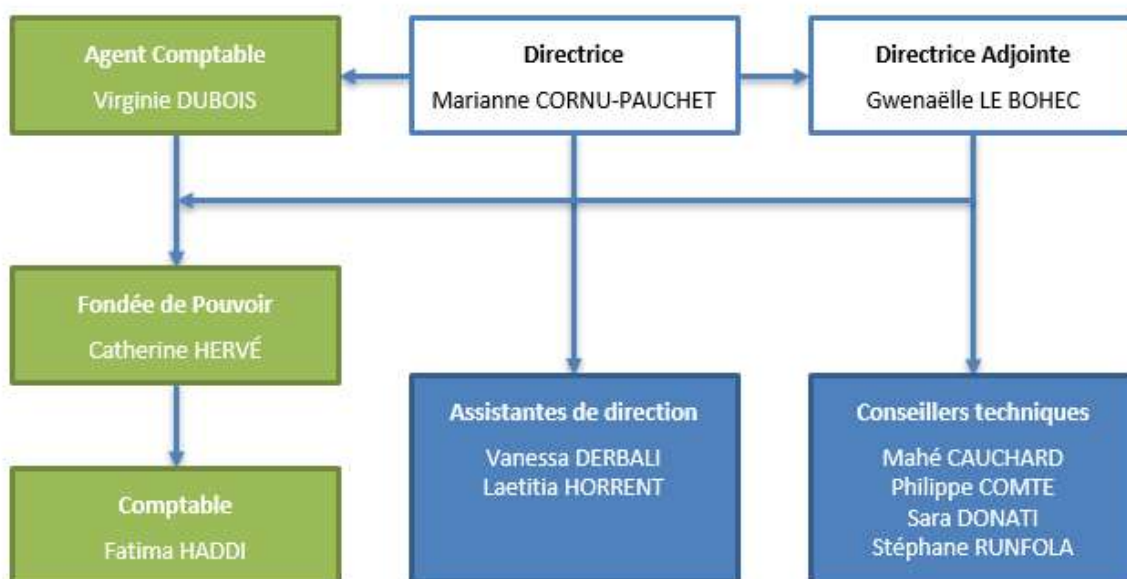 Agent Comptable
Virginie DUBOIS
Directrice
Marianne CORNU-PAUCHET
Directrice Adjointe
Gwenaëlle LE BOHEC
Fondée de Pouvoir
Catherine HERVÉ
Comptable
Fatima HADDI
Assistantes de direction
Vanessa DERBALI
Laetitia HORRENT
Conseillers techniques
Mahé CAUCHARD
Philippe COMTE
Sara DONATI
Stéphane RUNFOLA